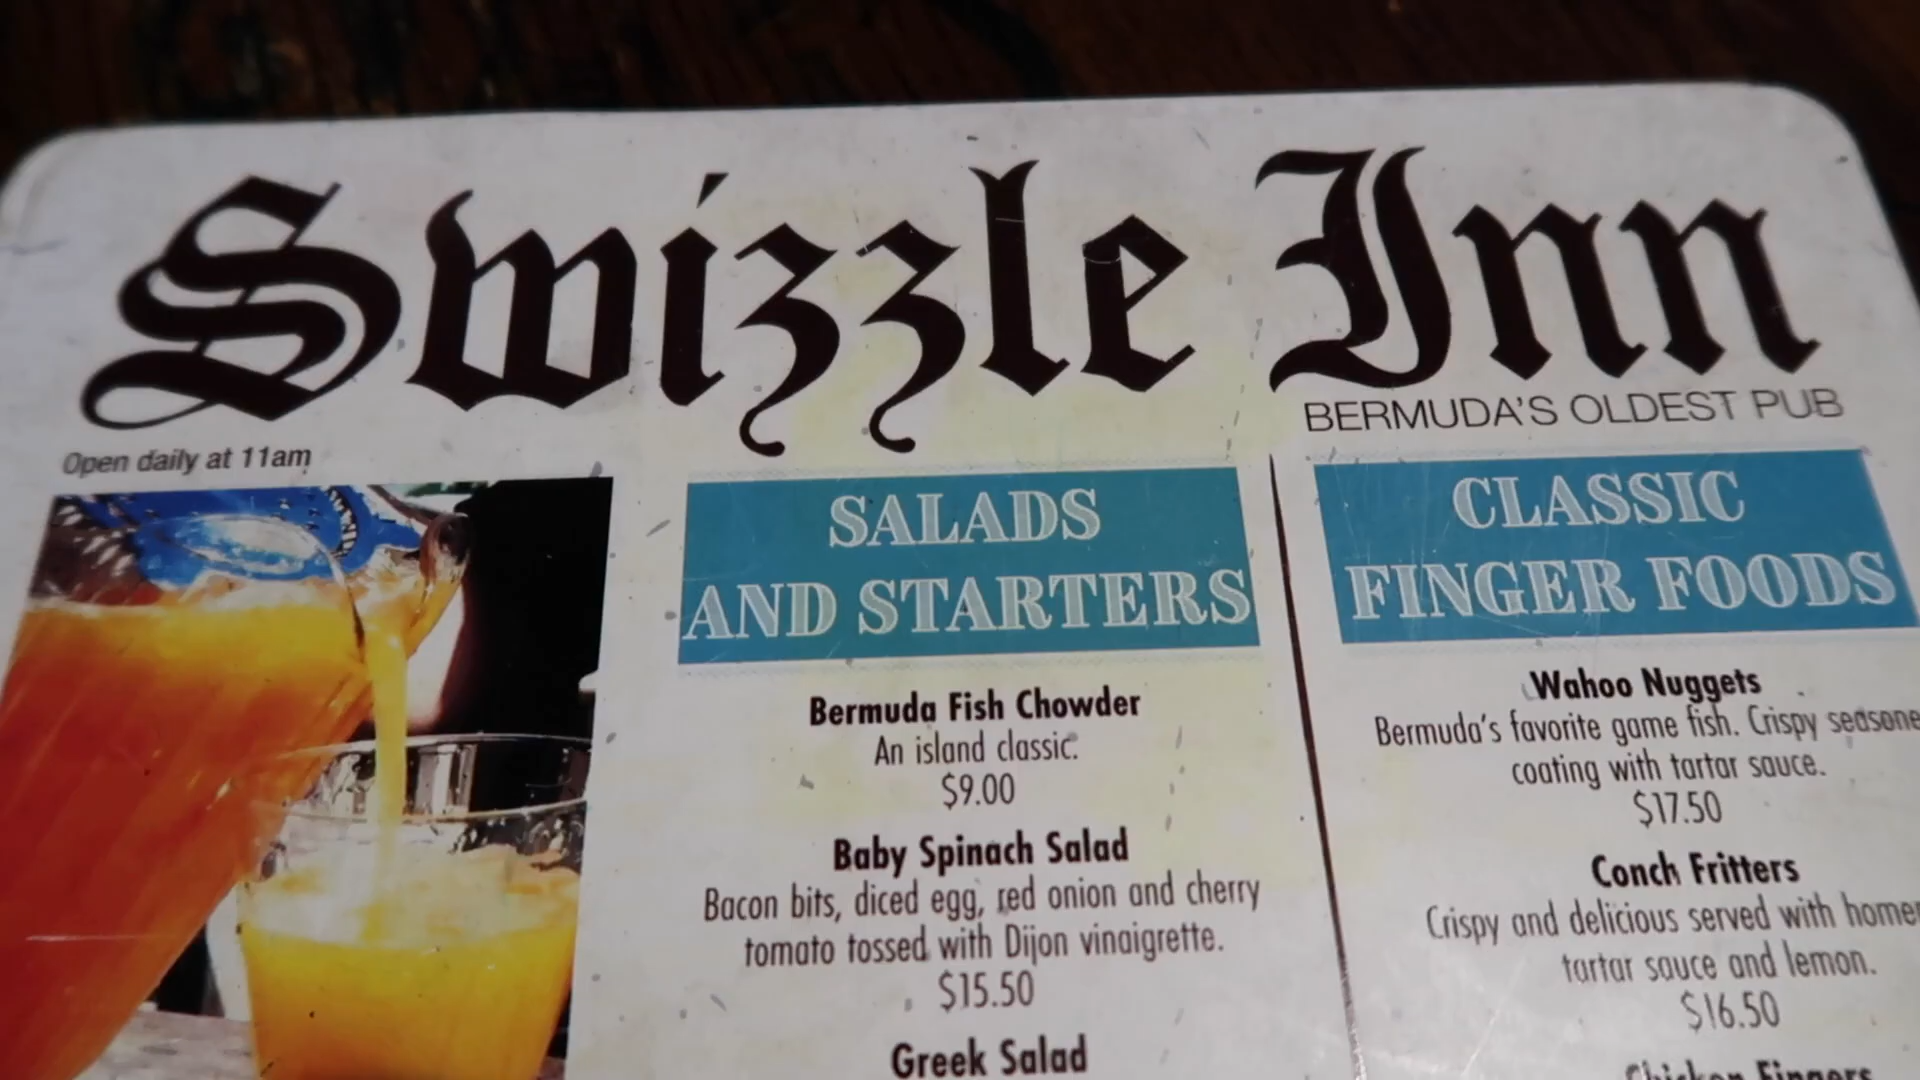 Swizzle Inn
BERMUDA'S OLDEST PUB
Open daily at 11am
SALADS
AND STARTERS
Bermuda Fish Chowder
An island classic.
$9.00
Baby Spinach Salad
Bacon bits, diced egg, red onion and cherry
tomato tossed with Dijon vinaigrette.
$15.50
Greek Salad
CLASSIC
FINGER FOODS
Wahoo Nuggets
Bermuda's favorite game fish. Crispy seasone
coating with tartar sauce.
$17.50
Conch Fritters
Crispy and delicious served with home
tartar sauce and lemon.
$16.50
Chicken Fingers